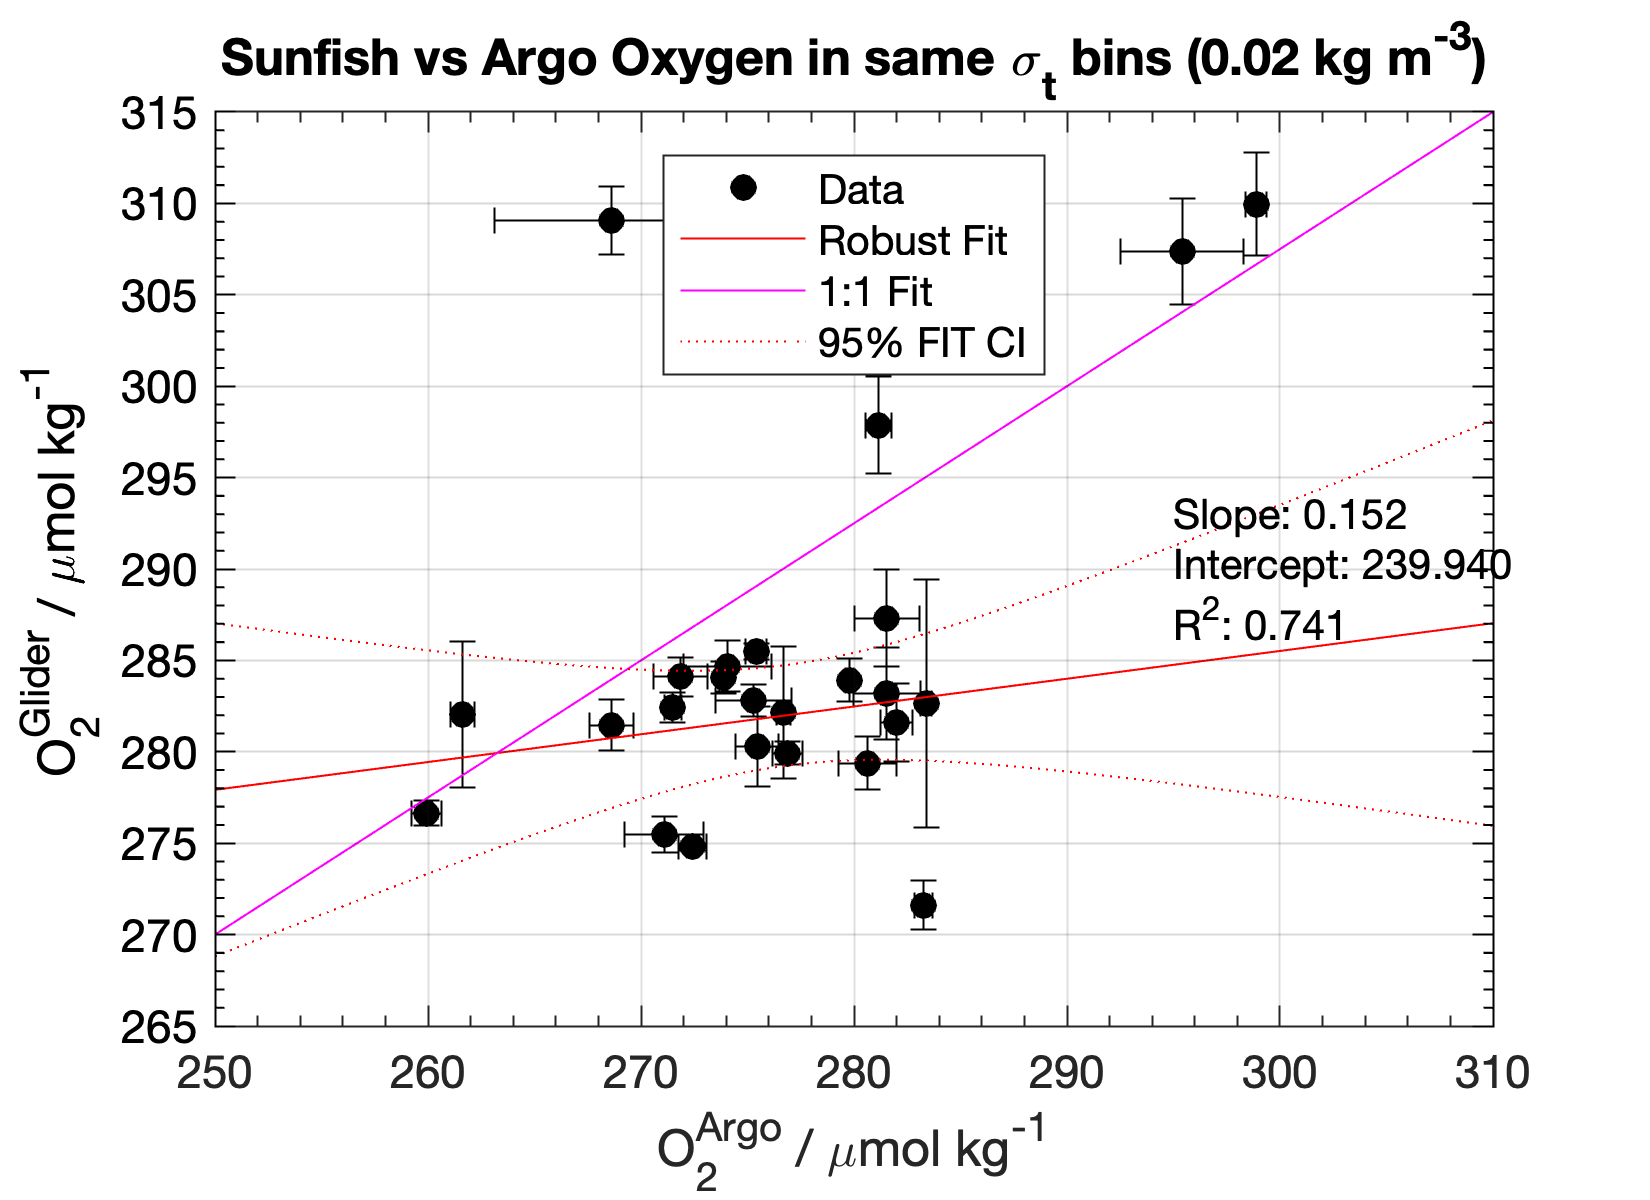 Sunfish vs Argo Oxygen in same σt bins (0.02 kg m-3)
315
310
305
300
295
290
285
280
275
270
265
O2Glider / μmol kg-1
Data
Robust Fit
1:1 Fit
95% FIT CI
Slope: 0.152
Intercept: 239.940
R2: 0.741
250 260 270 280 290 300 310
O2Argo / μmol kg-1